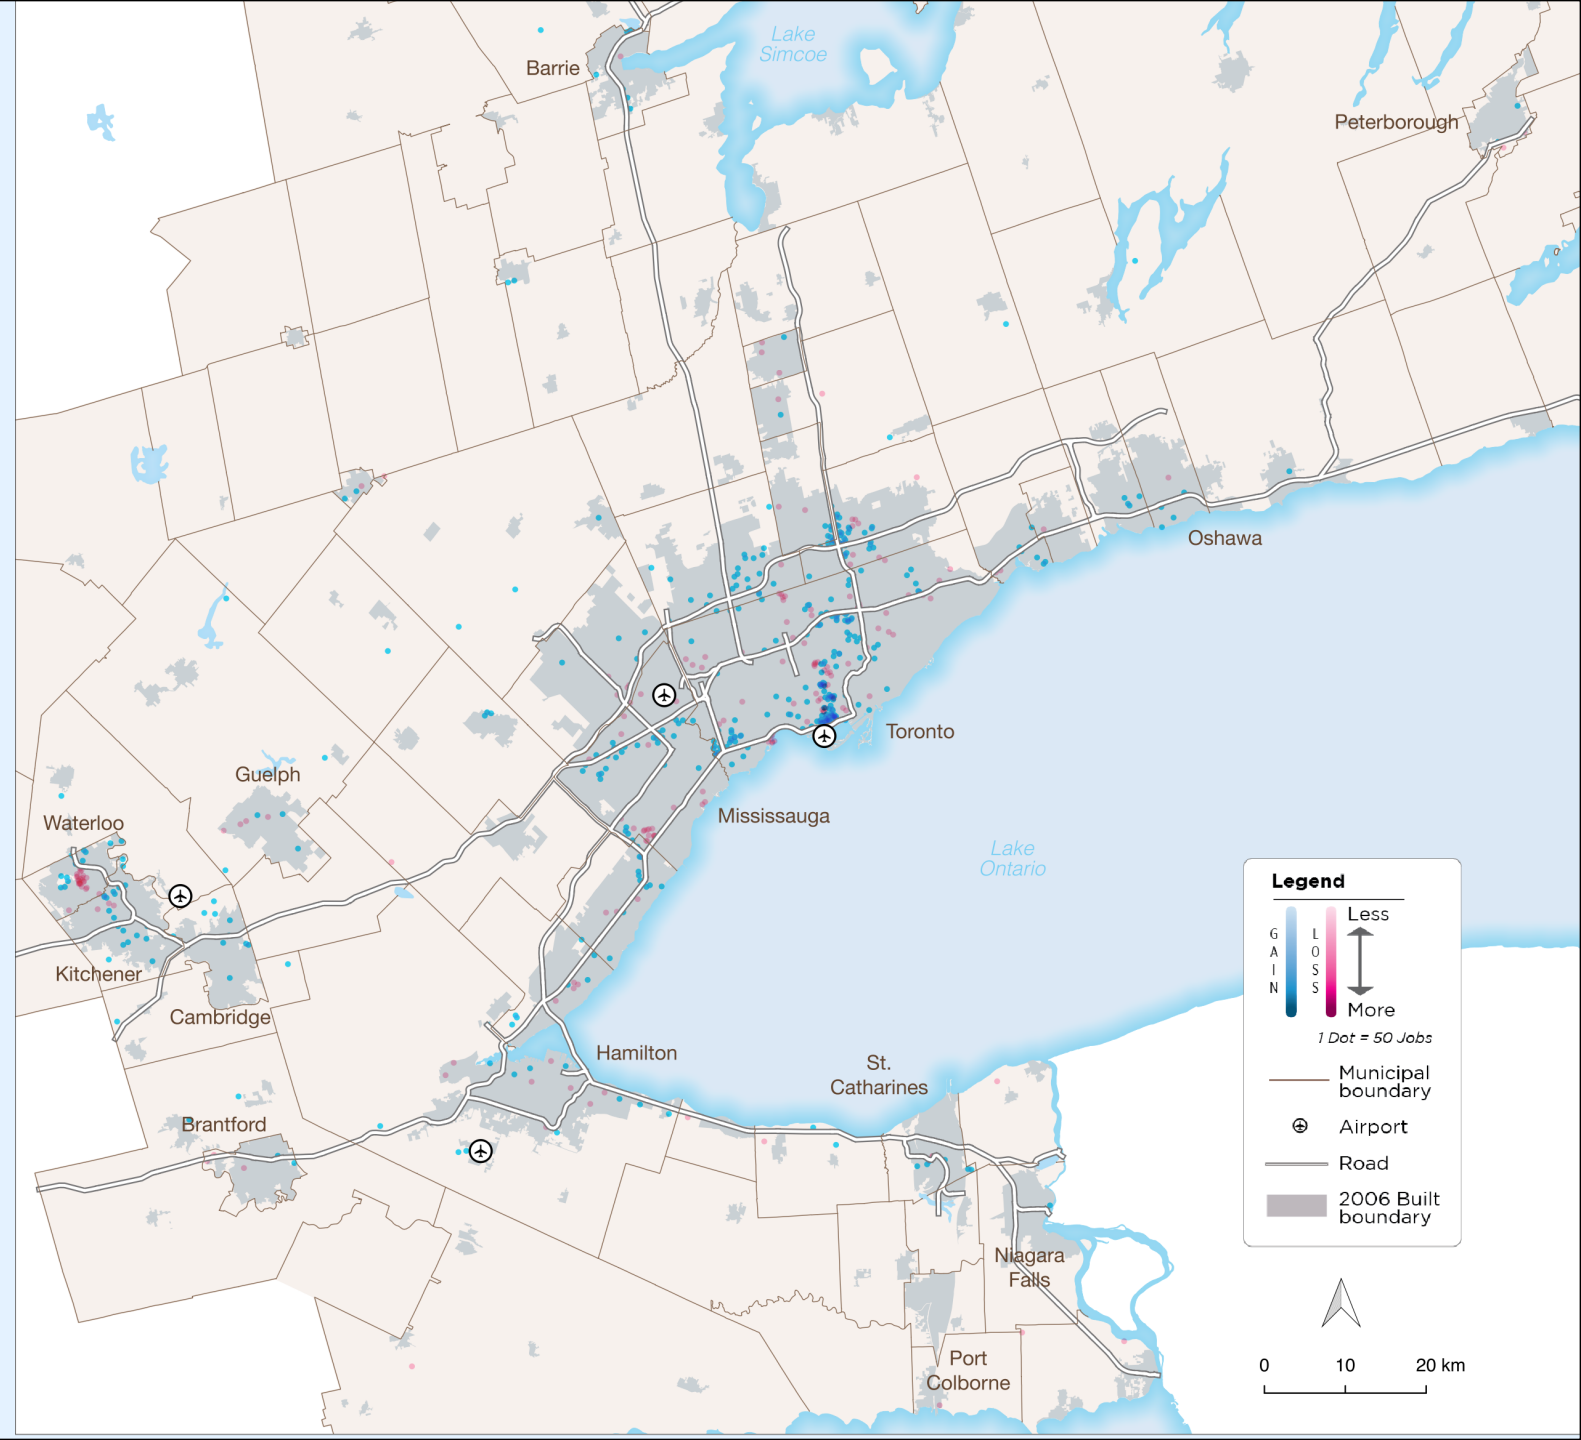 Lake
Simcoe
Barrie
Peterborough
Oshawa
Toronto
Guelph
Waterloo
Mississauga
Lake
Ontario
Kitchener
Cambridge
Hamilton
St.
Catharines
Brantford
Niagara
Falls
Port
Colborne
Legend
GAIN
LOSS
Less
More
1 Dot = 50 Jobs
Municipal
boundary
Airport
Road
2006 Built
boundary
0 10 20 km